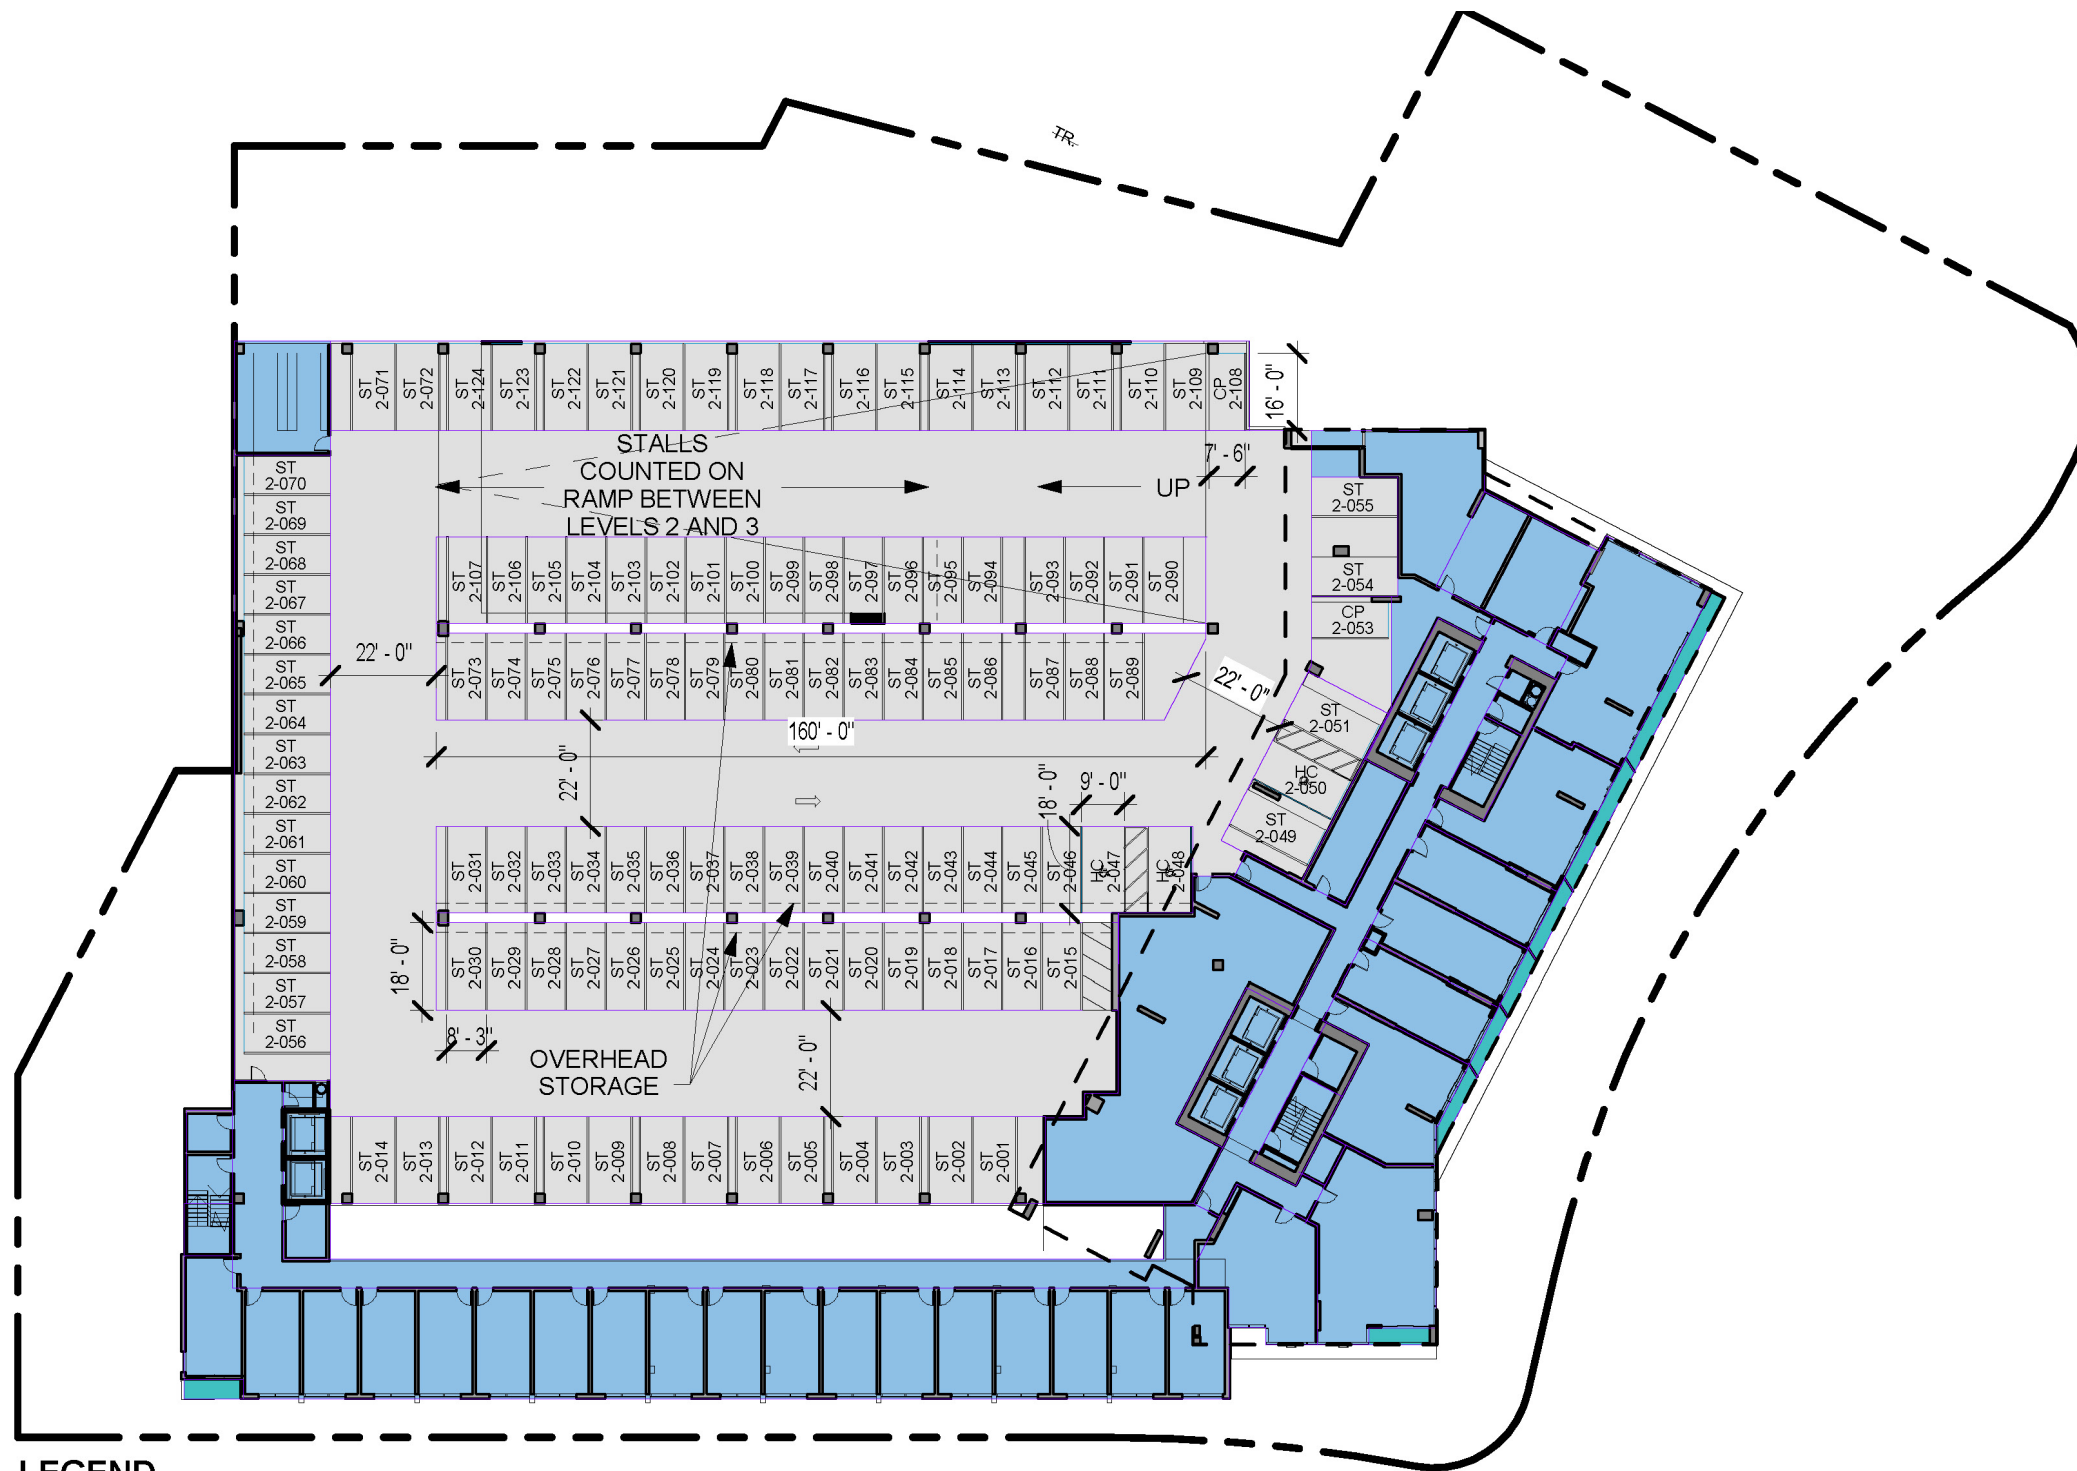 TR.
ST 2-071
ST 2-072
ST 2-124
ST 2-123
ST 2-122
ST 2-121
ST 2-120
ST 2-119
ST 2-118
ST 2-117
ST 2-116
ST 2-115
ST 2-114
ST 2-113
ST 2-112
ST 2-111
ST 2-110
ST 2-109
CP 2-108
16' - 0"
STALLS
COUNTED ON
RAMP BETWEEN
LEVELS 2 AND 3
UP
7' - 6"
ST
2-070
ST
2-069
ST
2-068
ST
2-067
ST
2-066
ST
2-065
ST
2-064
ST
2-063
ST
2-062
ST
2-061
ST
2-060
ST
2-059
ST
2-058
ST
2-057
ST
2-056
ST
2-055
ST
2-054
CP
2-053
ST 2-107
ST 2-106
ST 2-105
ST 2-104
ST 2-103
ST 2-102
ST 2-101
ST 2-100
ST 2-099
ST 2-098
ST 2-097
ST 2-096
ST 2-095
ST 2-094
ST 2-093
ST 2-092
ST 2-091
ST 2-090
22' - 0"
ST 2-073
ST 2-074
ST 2-075
ST 2-076
ST 2-077
ST 2-078
ST 2-079
ST 2-080
ST 2-081
ST 2-082
ST 2-083
ST 2-084
ST 2-085
ST 2-086
ST 2-087
ST 2-088
ST 2-089
22' - 0"
ST
2-051
HC
2-050
ST
2-049
160' - 0"
22' - 0"
18' - 0"
9' - 0"
ST 2-031
ST 2-032
ST 2-033
ST 2-034
ST 2-035
ST 2-036
ST 2-037
ST 2-038
ST 2-039
ST 2-040
ST 2-041
ST 2-042
ST 2-043
ST 2-044
ST 2-045
ST 2-046
HC 2-047
HC 2-048
18' - 0"
ST 2-030
ST 2-029
ST 2-028
ST 2-027
ST 2-026
ST 2-025
ST 2-024
ST 2-023
ST 2-022
ST 2-021
ST 2-020
ST 2-019
ST 2-018
ST 2-017
ST 2-016
ST 2-015
8' - 3"
OVERHEAD
STORAGE
22' - 0"
ST 2-014
ST 2-013
ST 2-012
ST 2-011
ST 2-010
ST 2-009
ST 2-008
ST 2-007
ST 2-006
ST 2-005
ST 2-004
ST 2-003
ST 2-002
ST 2-001
LEGEND